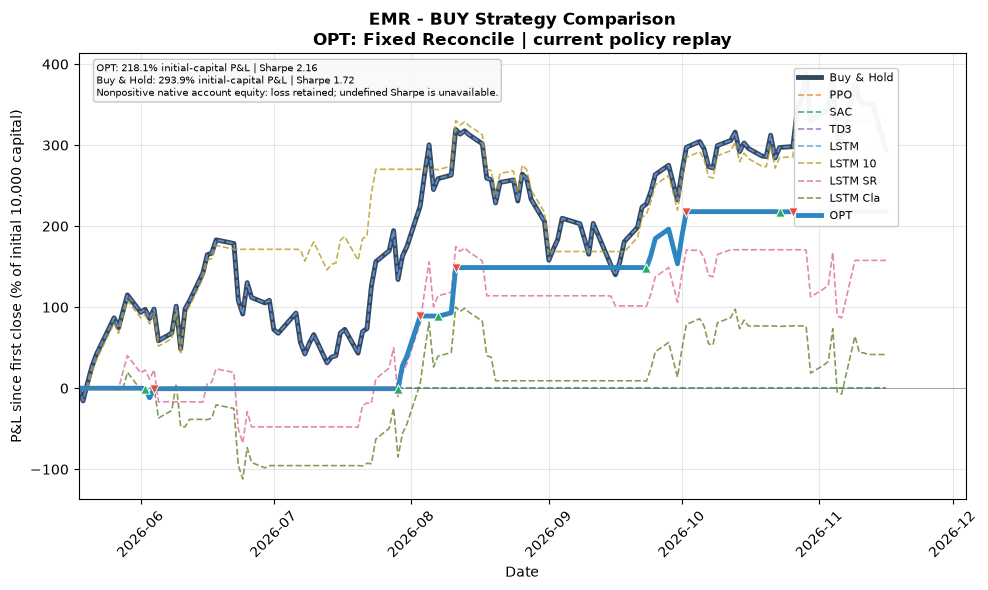 EMR - BUY Strategy Comparison
OPT: Fixed Reconcile | current policy replay
OPT: 218.1% initial-capital P&L | Sharpe 2.16
Buy & Hold: 293.9% initial-capital P&L | Sharpe 1.72
Nonpositive native account equity: loss retained; undefined Sharpe is unavailable.
Buy & Hold
PPO
SAC
TD3
LSTM
LSTM 10
LSTM SR
LSTM Cla
OPT
P&L since first close (% of initial 10,000 capital)
400
300
200
100
0
−100
2026-06
2026-07
2026-08
2026-09
2026-10
2026-11
2026-12
Date